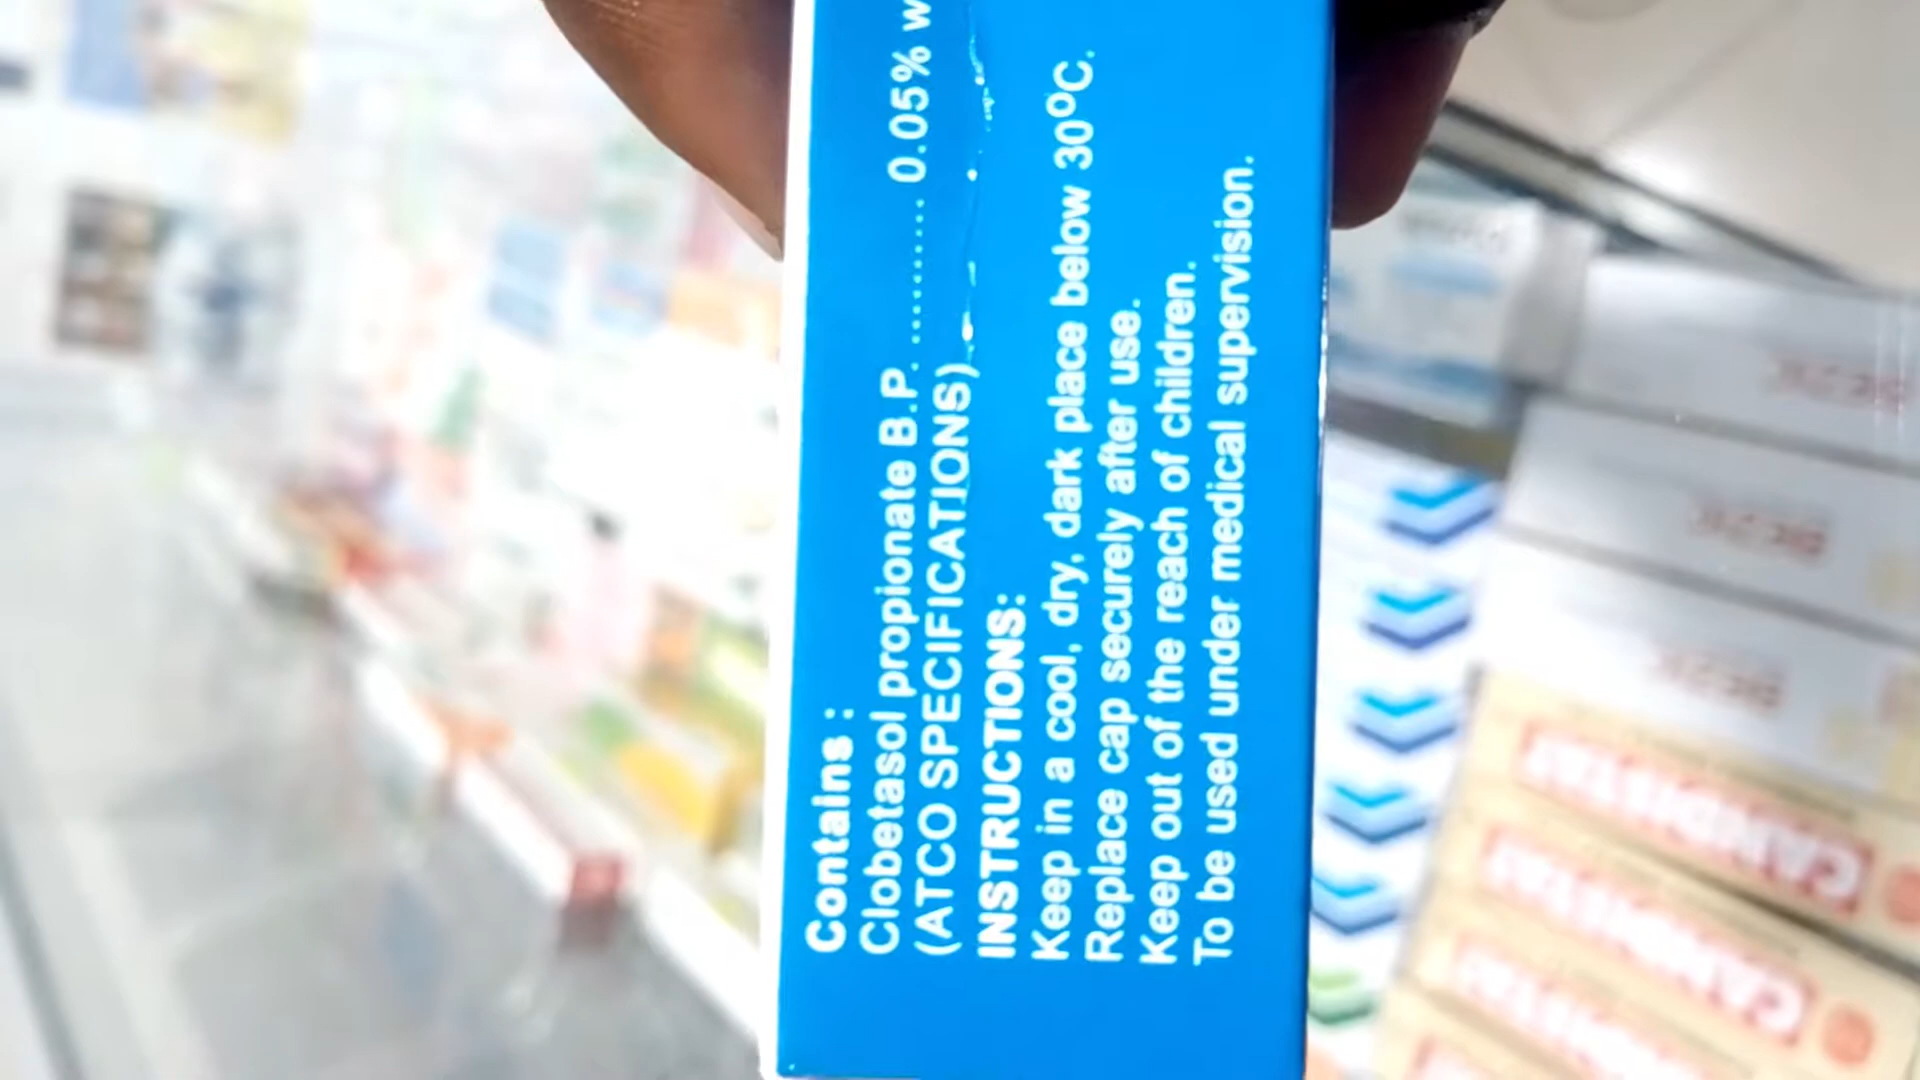 Contains :
Clobetasol propionate B.P. .......... 0.05% w
(ATCO SPECIFICATIONS)
INSTRUCTIONS:
Keep in a cool, dry, dark place below 30ºC.
Replace cap securely after use.
Keep out of the reach of children.
To be used under medical supervision.